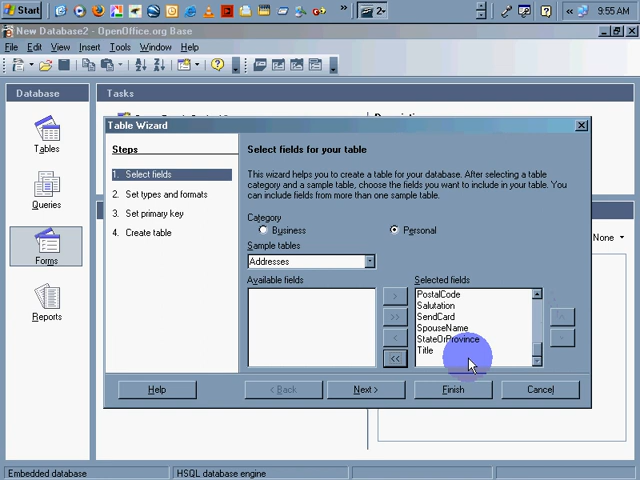 Start
2
9:55 AM
New Database2 - OpenOffice.org Base
File Edit View Insert Tools Window Help
Database
Tasks
Tables
Queries
Forms
Reports
None
Table Wizard
Steps
1. Select fields
2. Set types and formats
3. Set primary key
4. Create table
Select fields for your table
This wizard helps you to create a table for your database. After selecting a table
category and a sample table, choose the fields you want to include in your table. You
can include fields from more than one sample table.
Category
Business
Personal
Sample tables
Addresses
Available fields
Selected fields
>
>>
<
<<
PostalCode
Salutation
SendCard
SpouseName
StateOrProvince
Title
Help
< Back
Next >
Finish
Cancel
Embedded database
HSQL database engine